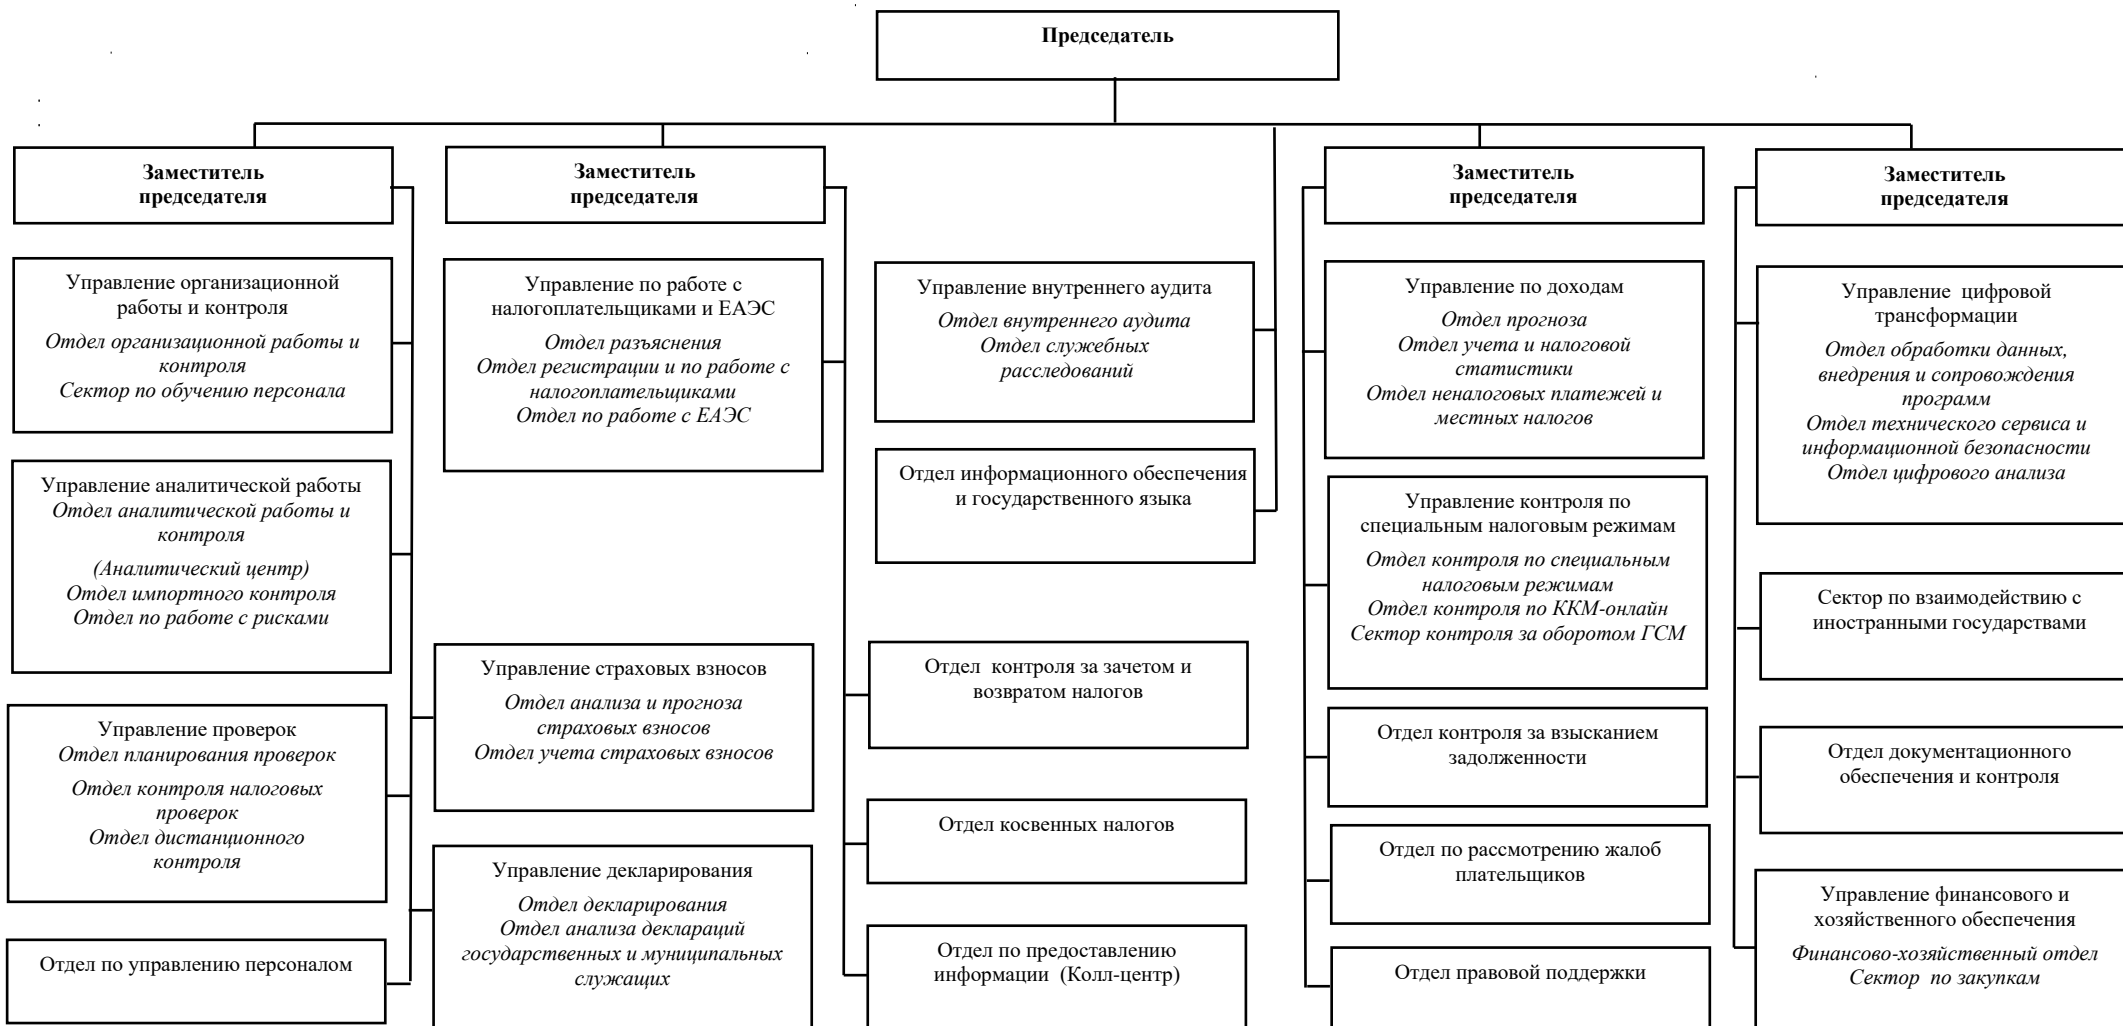 Председатель
Заместитель
председателя
Заместитель
председателя
Заместитель
председателя
Заместитель
председателя
Управление организационной
работы и контроля
Отдел организационной работы и
контроля
Сектор по обучению персонала
Управление аналитической работы
Отдел аналитической работы и
контроля
(Аналитический центр)
Отдел импортного контроля
Отдел по работе с рисками
Управление проверок
Отдел планирования проверок
Отдел контроля налоговых
проверок
Отдел дистанционного
контроля
Отдел по управлению персоналом
Управление по работе с
налогоплательщиками и ЕАЭС
Отдел разъяснения
Отдел регистрации и по работе с
налогоплательщиками
Отдел по работе с ЕАЭС
Управление страховых взносов
Отдел анализа и прогноза
страховых взносов
Отдел учета страховых взносов
Управление декларирования
Отдел декларирования
Отдел анализа деклараций
государственных и муниципальных
служащих
Управление внутреннего аудита
Отдел внутреннего аудита
Отдел служебных
расследований
Отдел информационного обеспечения
и государственного языка
Отдел контроля за зачетом и
возвратом налогов
Отдел косвенных налогов
Отдел по предоставлению
информации (Колл-центр)
Управление по доходам
Отдел прогноза
Отдел учета и налоговой
статистики
Отдел неналоговых платежей и
местных налогов
Управление контроля по
специальным налоговым режимам
Отдел контроля по специальным
налоговым режимам
Отдел контроля по ККМ-онлайн
Сектор контроля за оборотом ГСМ
Отдел контроля за взысканием
задолженности
Отдел по рассмотрению жалоб
плательщиков
Отдел правовой поддержки
Управление цифровой
трансформации
Отдел обработки данных,
внедрения и сопровождения
программ
Отдел технического сервиса и
информационной безопасности
Отдел цифрового анализа
Сектор по взаимодействию с
иностранными государствами
Отдел документационного
обеспечения и контроля
Управление финансового и
хозяйственного обеспечения
Финансово-хозяйственный отдел
Сектор по закупкам